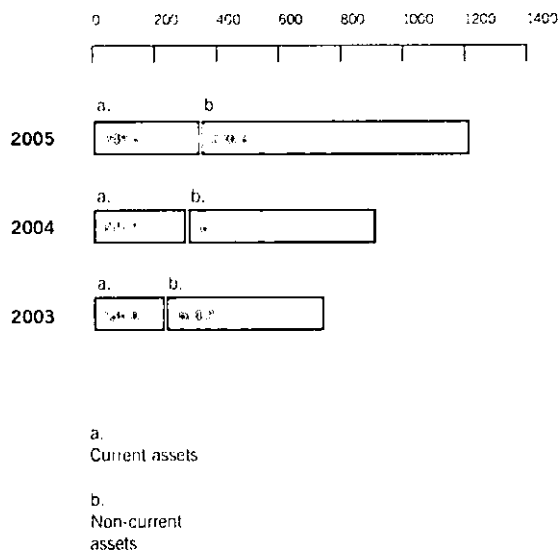 0 200 400 600 800 1000 1200 1400
a. b
2005
a. b.
2004
a. b.
2003
a.
Current assets
b.
Non-current
assets